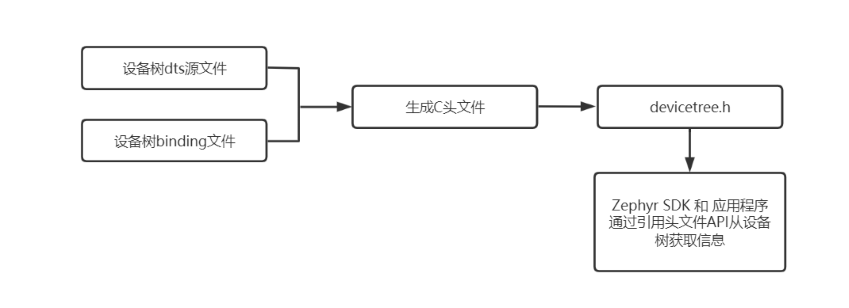 设备树dts源文件
生成C头文件
devicetree.h
设备树binding文件
Zephyr SDK 和 应用程序
通过引用头文件API从设备
树获取信息